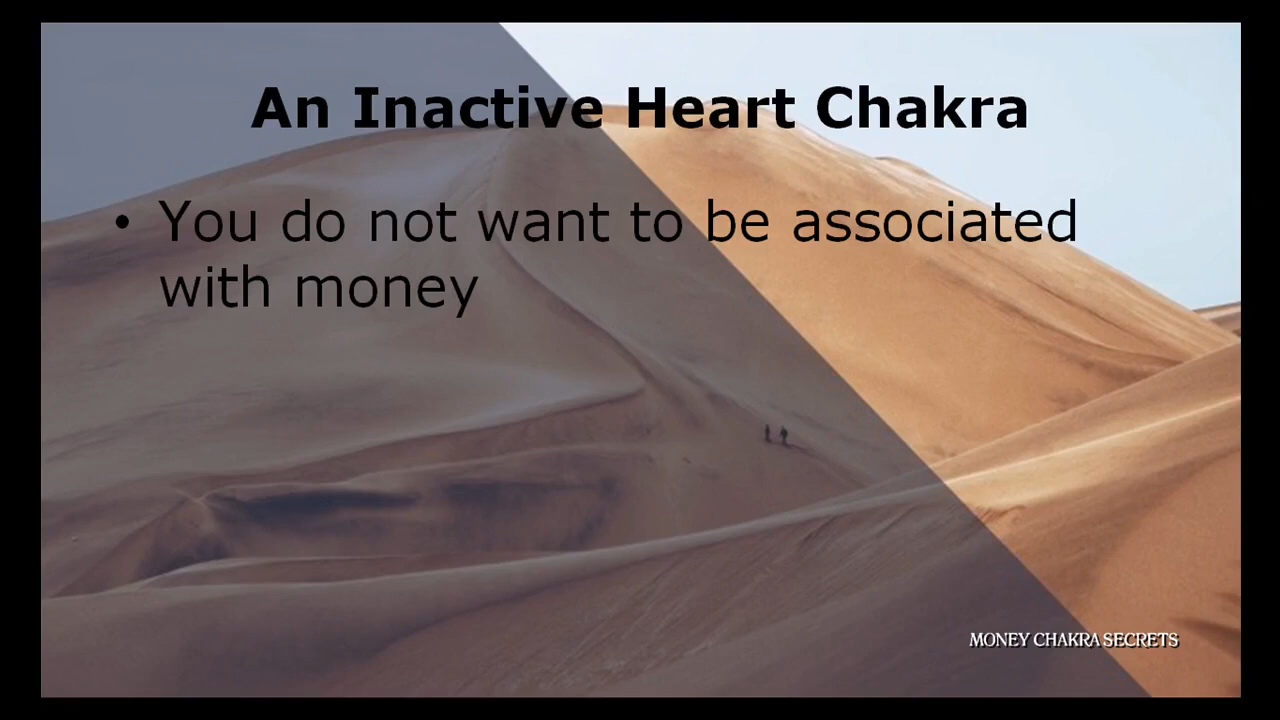 An Inactive Heart Chakra
• You do not want to be associated
with money
MONEY CHAKRA SECRETS